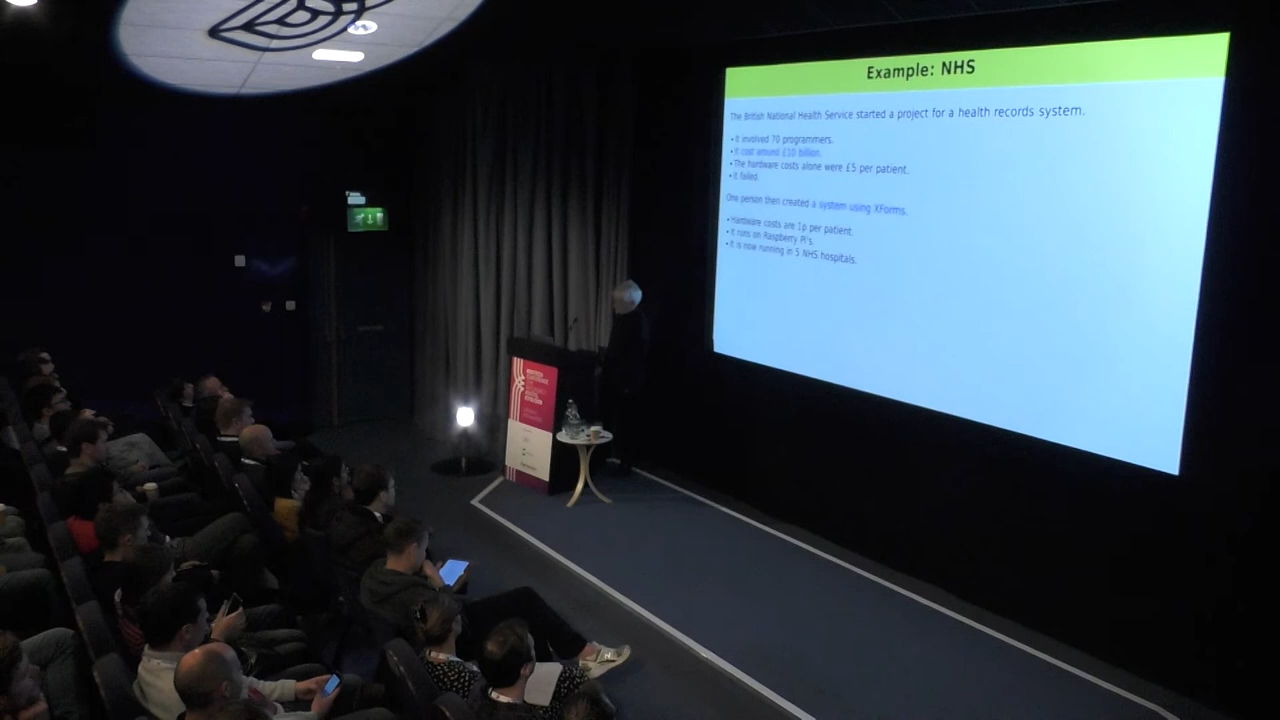 Example: NHS
The British National Health Service started a project for a health records system.
• It involved 70 programmers.
• It cost around £10 billion.
• The hardware costs alone were £5 per patient.
• It failed.
One person then created a system using XForms.
• Hardware costs are 1p per patient.
• It runs on Raspberry Pi's.
• It is now running in 5 NHS hospitals.